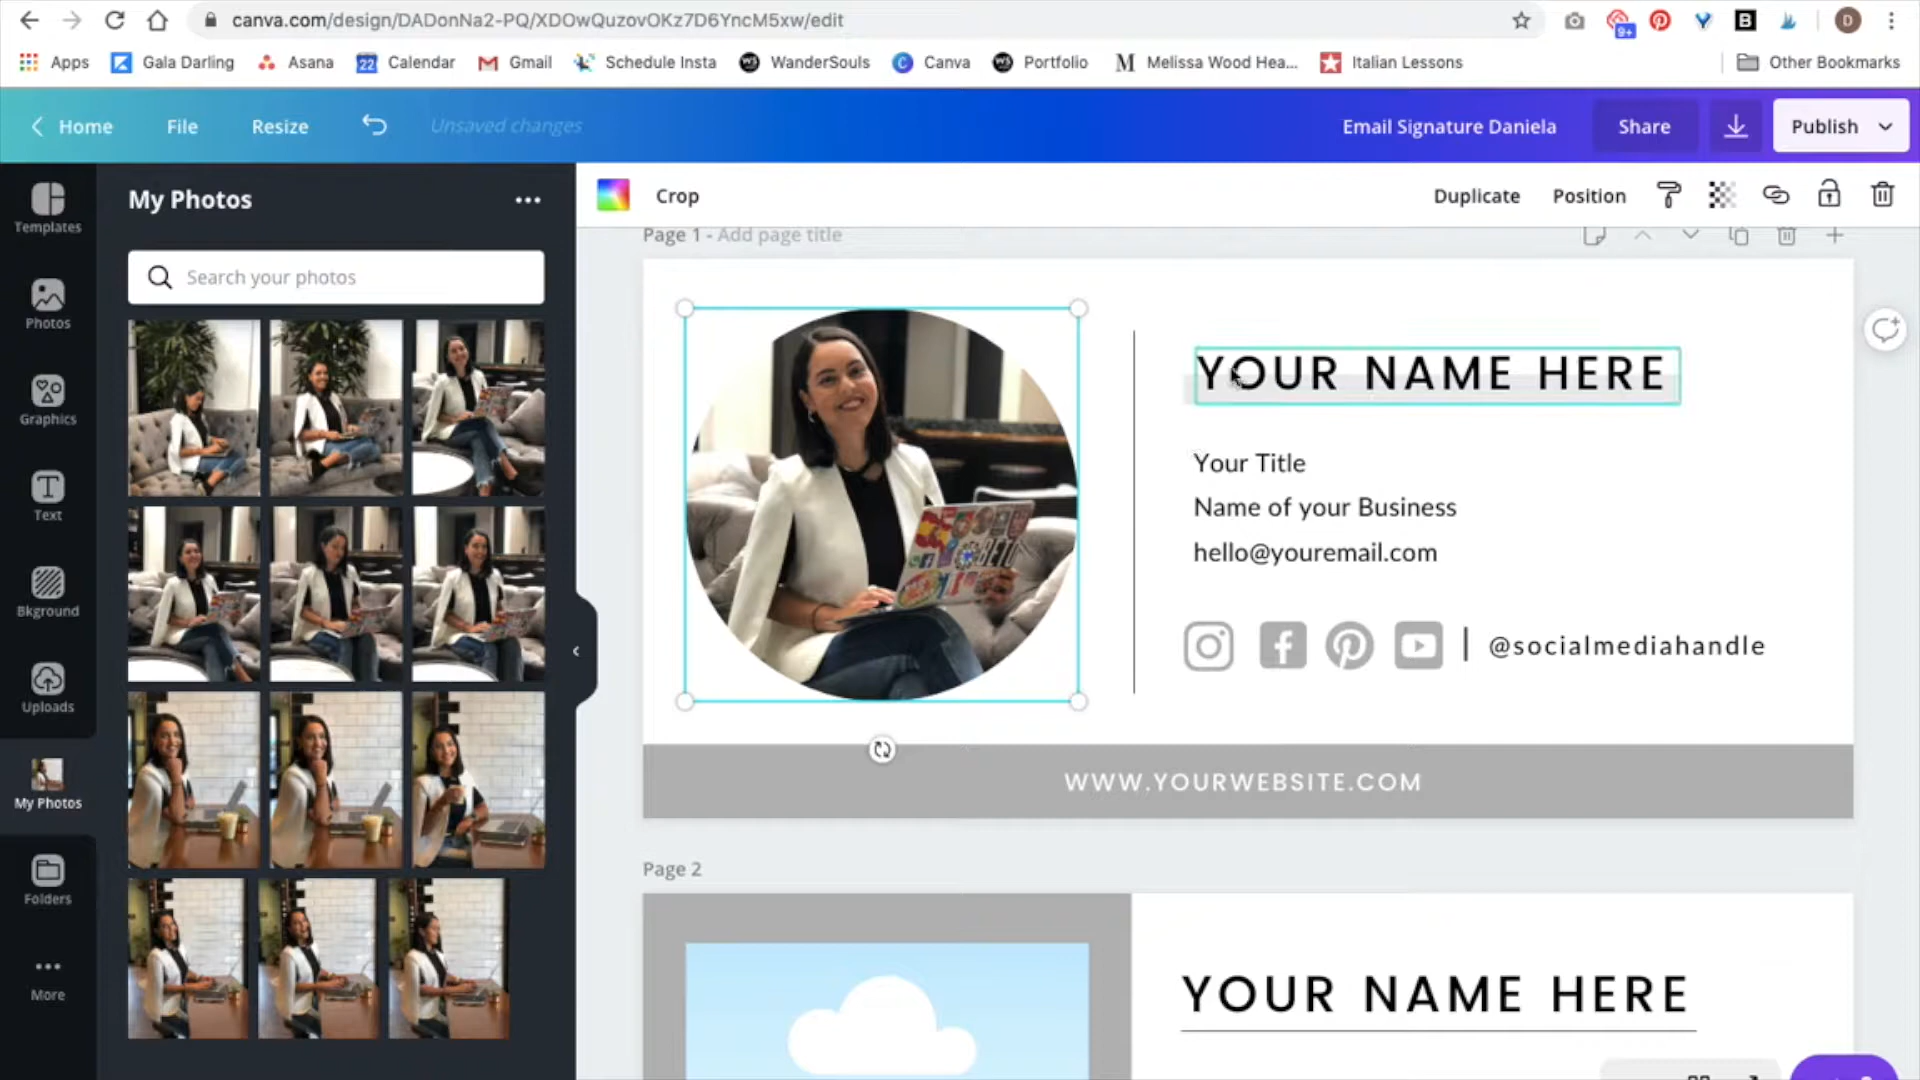 canva.com/design/DADonNa2-PQ/XDOwQuzovOKz7D6YncM5xw/edit
9+
B
D
Apps
Gala Darling
Asana
22
Calendar
Gmail
Schedule Insta
WS
WanderSouls
C
Canva
WS
Portfolio
M
Melissa Wood Hea...
Italian Lessons
Other Bookmarks
Home
File
Resize
Unsaved changes
Email Signature Daniela
Share
Publish
Templates
Photos
Graphics
Text
Bkground
Uploads
My Photos
Folders
More
My Photos
Search your photos
Crop
Duplicate
Position
Page 1 - Add page title
YOUR NAME HERE
Your Title
Name of your Business
hello@youremail.com
@socialmediahandle
WWW.YOURWEBSITE.COM
Page 2
YOUR NAME HERE